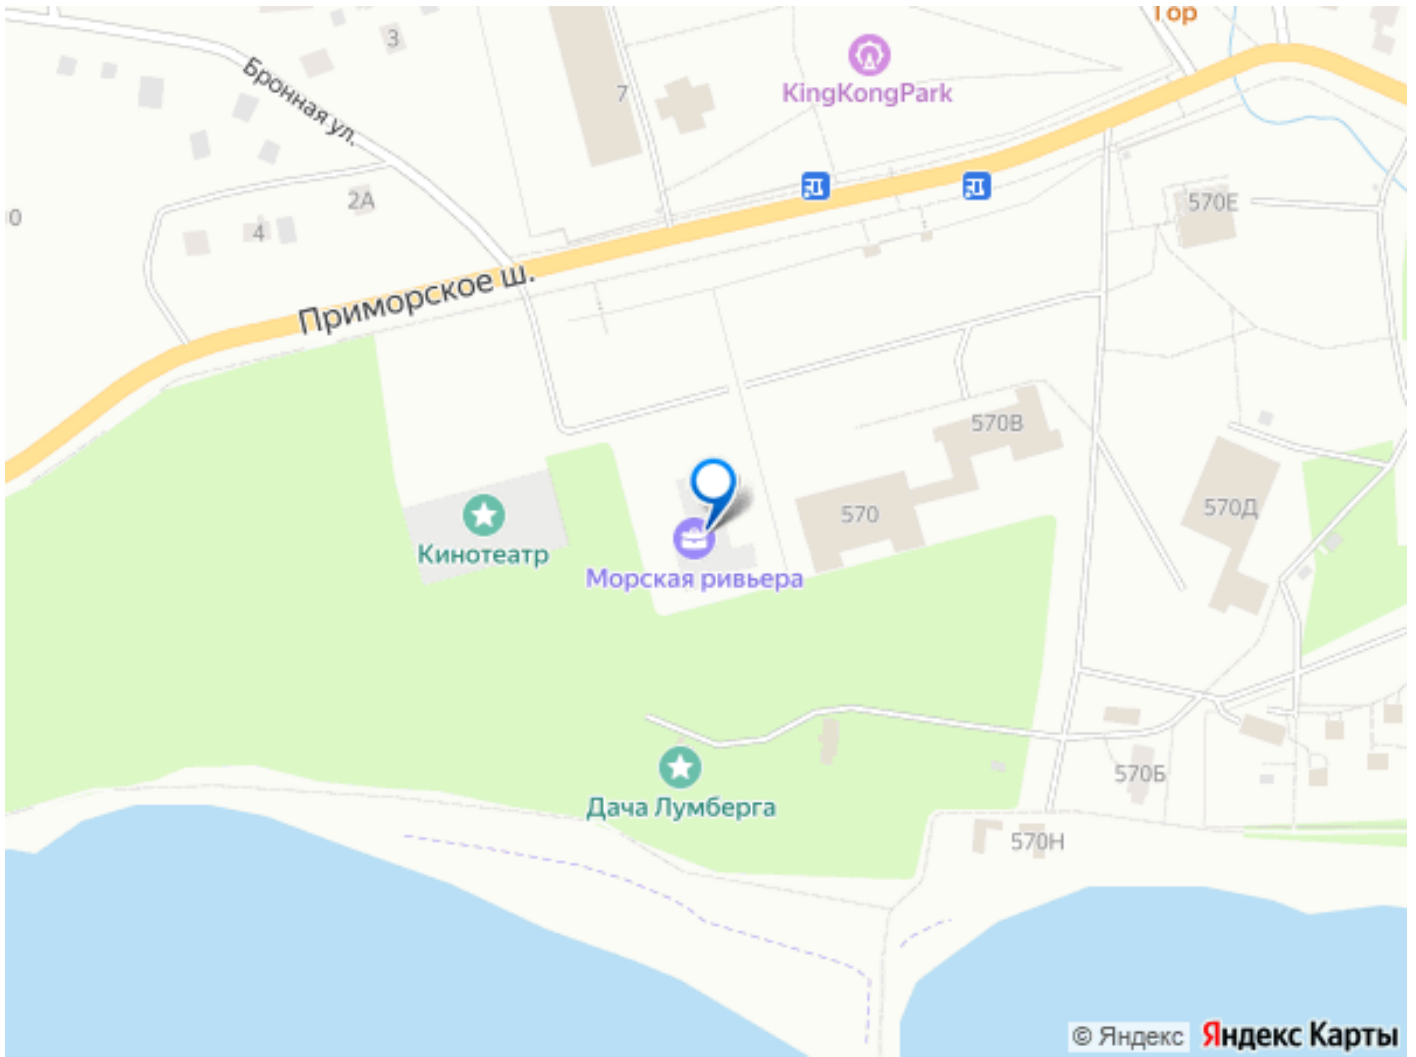 Гор
3
KingKongPark
Бронная ул.
7
2А
570Е
0
4
Приморское ш.
570В
570
570Д
Кинотеатр
Морская ривьера
570Б
Дача Лумберга
570Н
© Яндекс Яндекс Карты